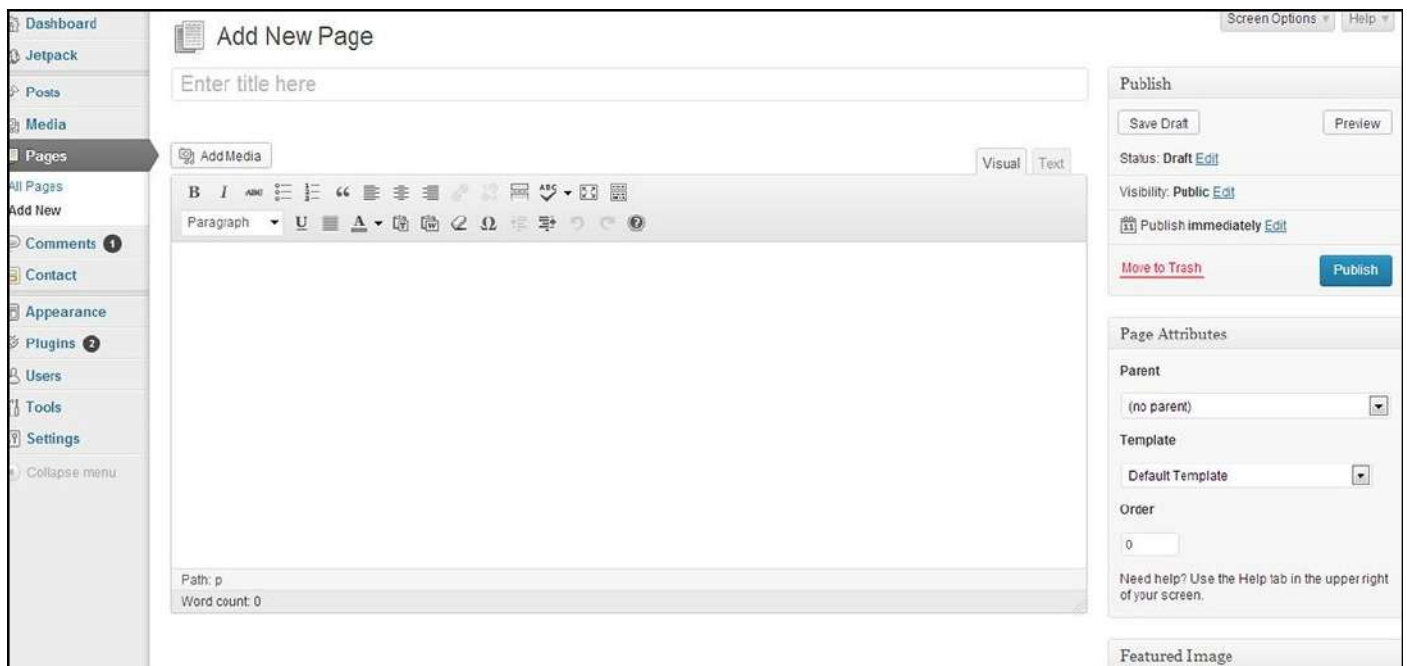 Dashboard
Jetpack
Posts
Media
Pages
All Pages
Add New
Comments 1
Contact
Appearance
Plugins 2
Users
Tools
Settings
Collapse menu
Add New Page
Screen Options
Help
Enter title here
Add Media
Visual
Text
B I ABC
ABC
Paragraph U A Ω
Path: p
Word count: 0
Publish
Save Draft
Preview
Status: Draft Edit
Visibility: Public Edit
Publish immediately Edit
Move to Trash
Publish
Page Attributes
Parent
(no parent)
Template
Default Template
Order
0
Need help? Use the Help tab in the upper right
of your screen.
Featured Image